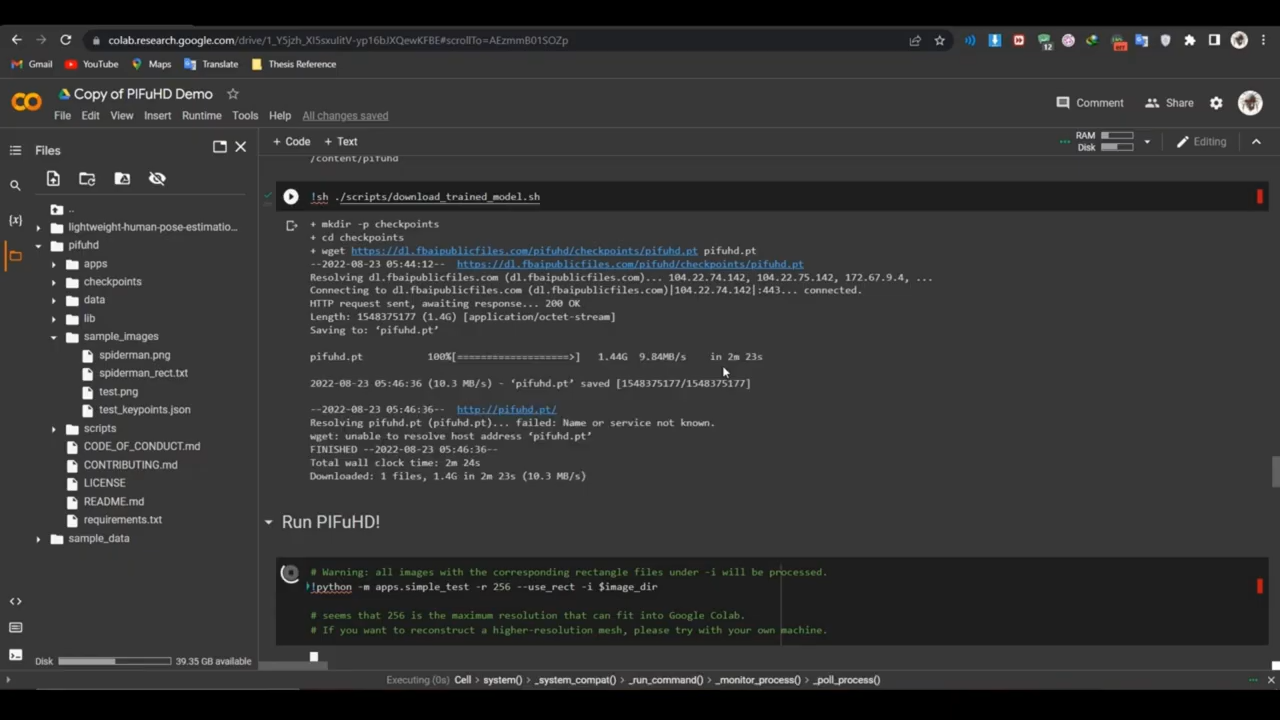 colab.research.google.com/drive/1_Y5jzh_XI5sxuIitV-yp16bJXQewKFBE#scrollTo=AEzmmB01SOZp
12
Gmail YouTube Maps Translate Thesis Reference
Copy of PIFuHD Demo
File Edit View Insert Runtime Tools Help All changes saved
Comment Share
Files
+ Code + Text
RAM
Disk
Editing
/content/pifuhd
..
lightweight-human-pose-estimatio...
pifuhd
apps
checkpoints
data
lib
sample_images
spiderman.png
spiderman_rect.txt
test.png
test_keypoints.json
scripts
CODE_OF_CONDUCT.md
CONTRIBUTING.md
LICENSE
README.md
requirements.txt
sample_data
Disk 39.35 GB available
!sh ./scripts/download_trained_model.sh
+ mkdir -p checkpoints
+ cd checkpoints
+ wget https://dl.fbaipublicfiles.com/pifuhd/checkpoints/pifuhd.pt pifuhd.pt
--2022-08-23 05:44:12-- https://dl.fbaipublicfiles.com/pifuhd/checkpoints/pifuhd.pt
Resolving dl.fbaipublicfiles.com (dl.fbaipublicfiles.com)... 104.22.74.142, 104.22.75.142, 172.67.9.4, ...
Connecting to dl.fbaipublicfiles.com (dl.fbaipublicfiles.com)|104.22.74.142|:443... connected.
HTTP request sent, awaiting response... 200 OK
Length: 1548375177 (1.4G) [application/octet-stream]
Saving to: ‘pifuhd.pt’
pifuhd.pt 100%[===================>] 1.44G 9.84MB/s in 2m 23s
2022-08-23 05:46:36 (10.3 MB/s) - ‘pifuhd.pt’ saved [1548375177/1548375177]
--2022-08-23 05:46:36-- http://pifuhd.pt/
Resolving pifuhd.pt (pifuhd.pt)... failed: Name or service not known.
wget: unable to resolve host address ‘pifuhd.pt’
FINISHED --2022-08-23 05:46:36--
Total wall clock time: 2m 24s
Downloaded: 1 files, 1.4G in 2m 23s (10.3 MB/s)
Run PIFuHD!
# Warning: all images with the corresponding rectangle files under -i will be processed.
!python -m apps.simple_test -r 256 --use_rect -i $image_dir
# seems that 256 is the maximum resolution that can fit into Google Colab.
# If you want to reconstruct a higher-resolution mesh, please try with your own machine.
Executing (0s) Cell > system() > _system_compat() > _run_command() > _monitor_process() > _poll_process()